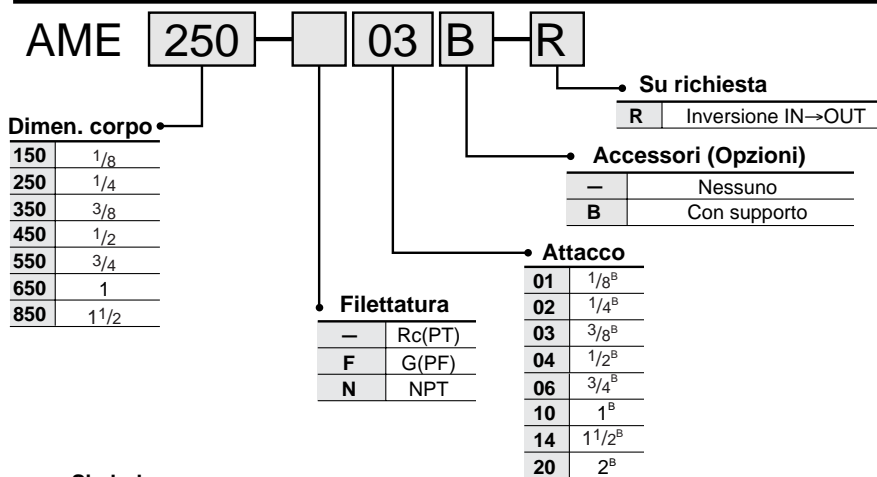 AME 250 03 B R
Su richiesta
R Inversione IN→OUT
Dimen. corpo
150 1/8
250 1/4
350 3/8
450 1/2
550 3/4
650 1
850 11/2
Accessori (Opzioni)
— Nessuno
B Con supporto
Attacco
01 1/8B
02 1/4B
03 3/8B
04 1/2B
06 3/4B
10 1B
14 11/2B
20 2B
Filettatura
— Rc(PT)
F G(PF)
N NPT